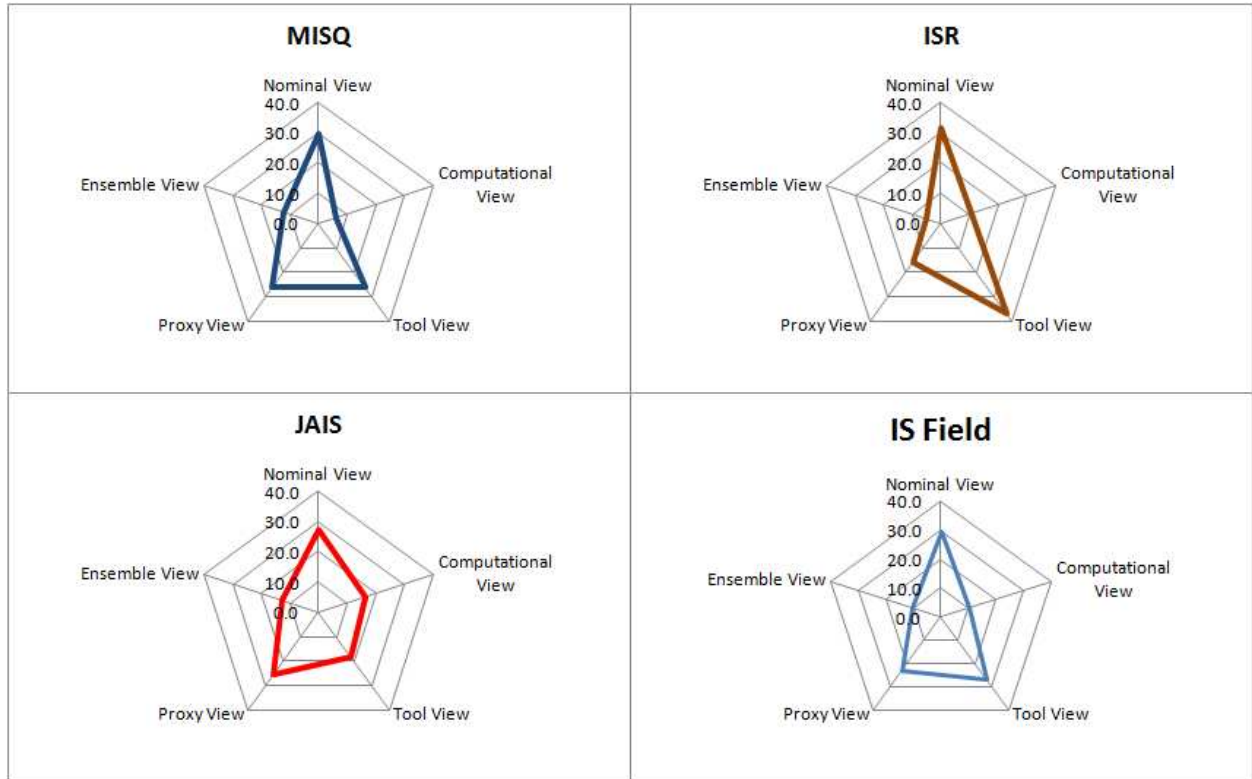 MISQ
Nominal View
40.0
30.0
20.0
10.0
0.0
Ensemble View
Computational
View
Proxy View
Tool View
ISR
Nominal View
40.0
30.0
20.0
10.0
0.0
Ensemble View
Computational
View
Proxy View
Tool View
JAIS
Nominal View
40.0
30.0
20.0
10.0
0.0
Ensemble View
Computational
View
Proxy View
Tool View
IS Field
Nominal View
40.0
30.0
20.0
10.0
0.0
Ensemble View
Computational
View
Proxy View
Tool View